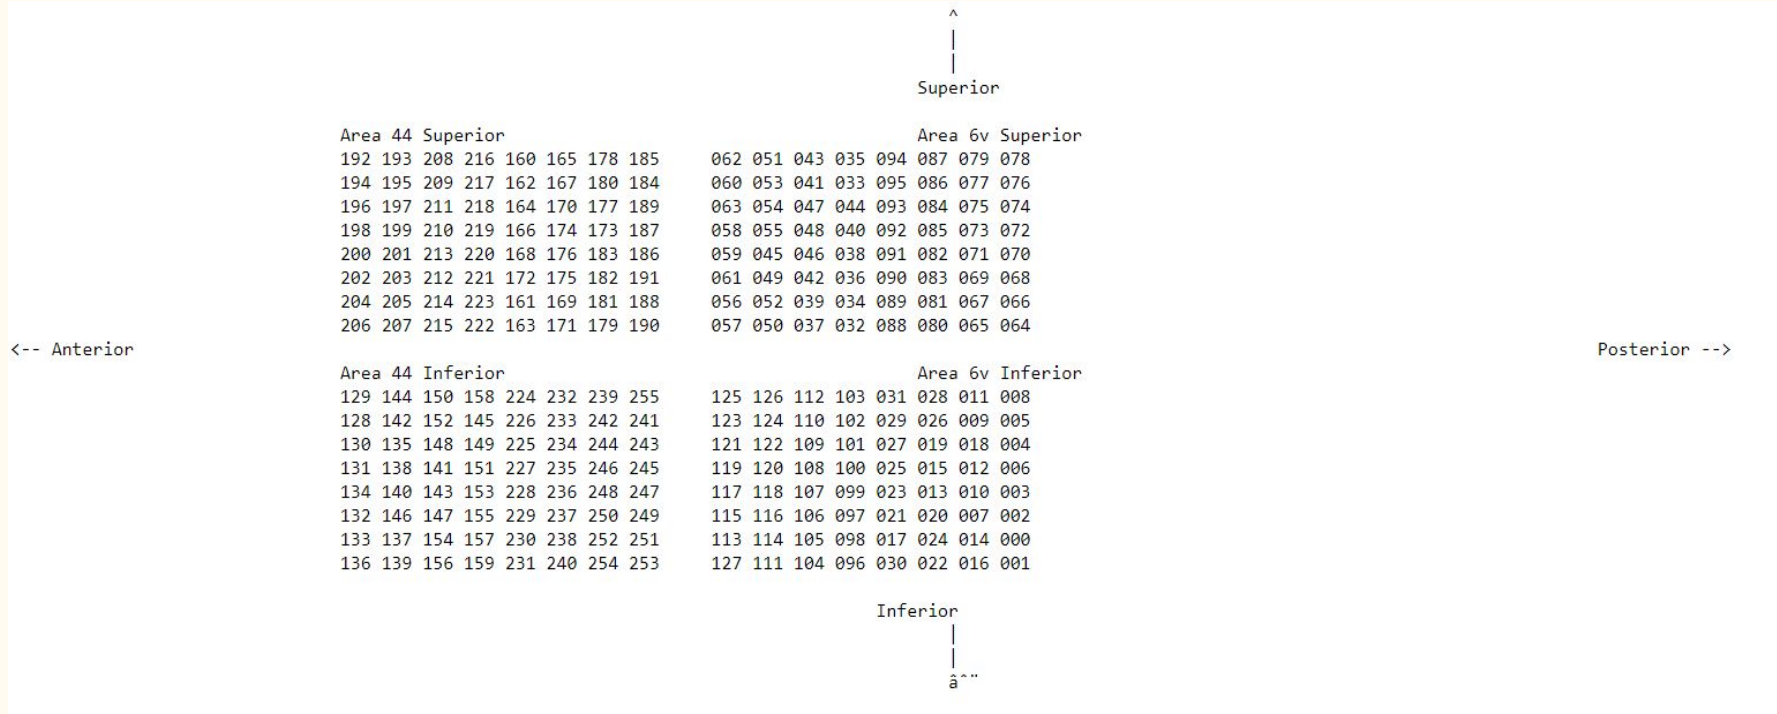 ^
|
|
Superior
Area 44 Superior Area 6v Superior
192 193 208 216 160 165 178 185 062 051 043 035 094 087 079 078
194 195 209 217 162 167 180 184 060 053 041 033 095 086 077 076
196 197 211 218 164 170 177 189 063 054 047 044 093 084 075 074
198 199 210 219 166 174 173 187 058 055 048 040 092 085 073 072
200 201 213 220 168 176 183 186 059 045 046 038 091 082 071 070
202 203 212 221 172 175 182 191 061 049 042 036 090 083 069 068
204 205 214 223 161 169 181 188 056 052 039 034 089 081 067 066
206 207 215 222 163 171 179 190 057 050 037 032 088 080 065 064
<-- Anterior Posterior -->
Area 44 Inferior Area 6v Inferior
129 144 150 158 224 232 239 255 125 126 112 103 031 028 011 008
128 142 152 145 226 233 242 241 123 124 110 102 029 026 009 005
130 135 148 149 225 234 244 243 121 122 109 101 027 019 018 004
131 138 141 151 227 235 246 245 119 120 108 100 025 015 012 006
134 140 143 153 228 236 248 247 117 118 107 099 023 013 010 003
132 146 147 155 229 237 250 249 115 116 106 097 021 020 007 002
133 137 154 157 230 238 252 251 113 114 105 098 017 024 014 000
136 139 156 159 231 240 254 253 127 111 104 096 030 022 016 001
Inferior
|
|
âˆ¨